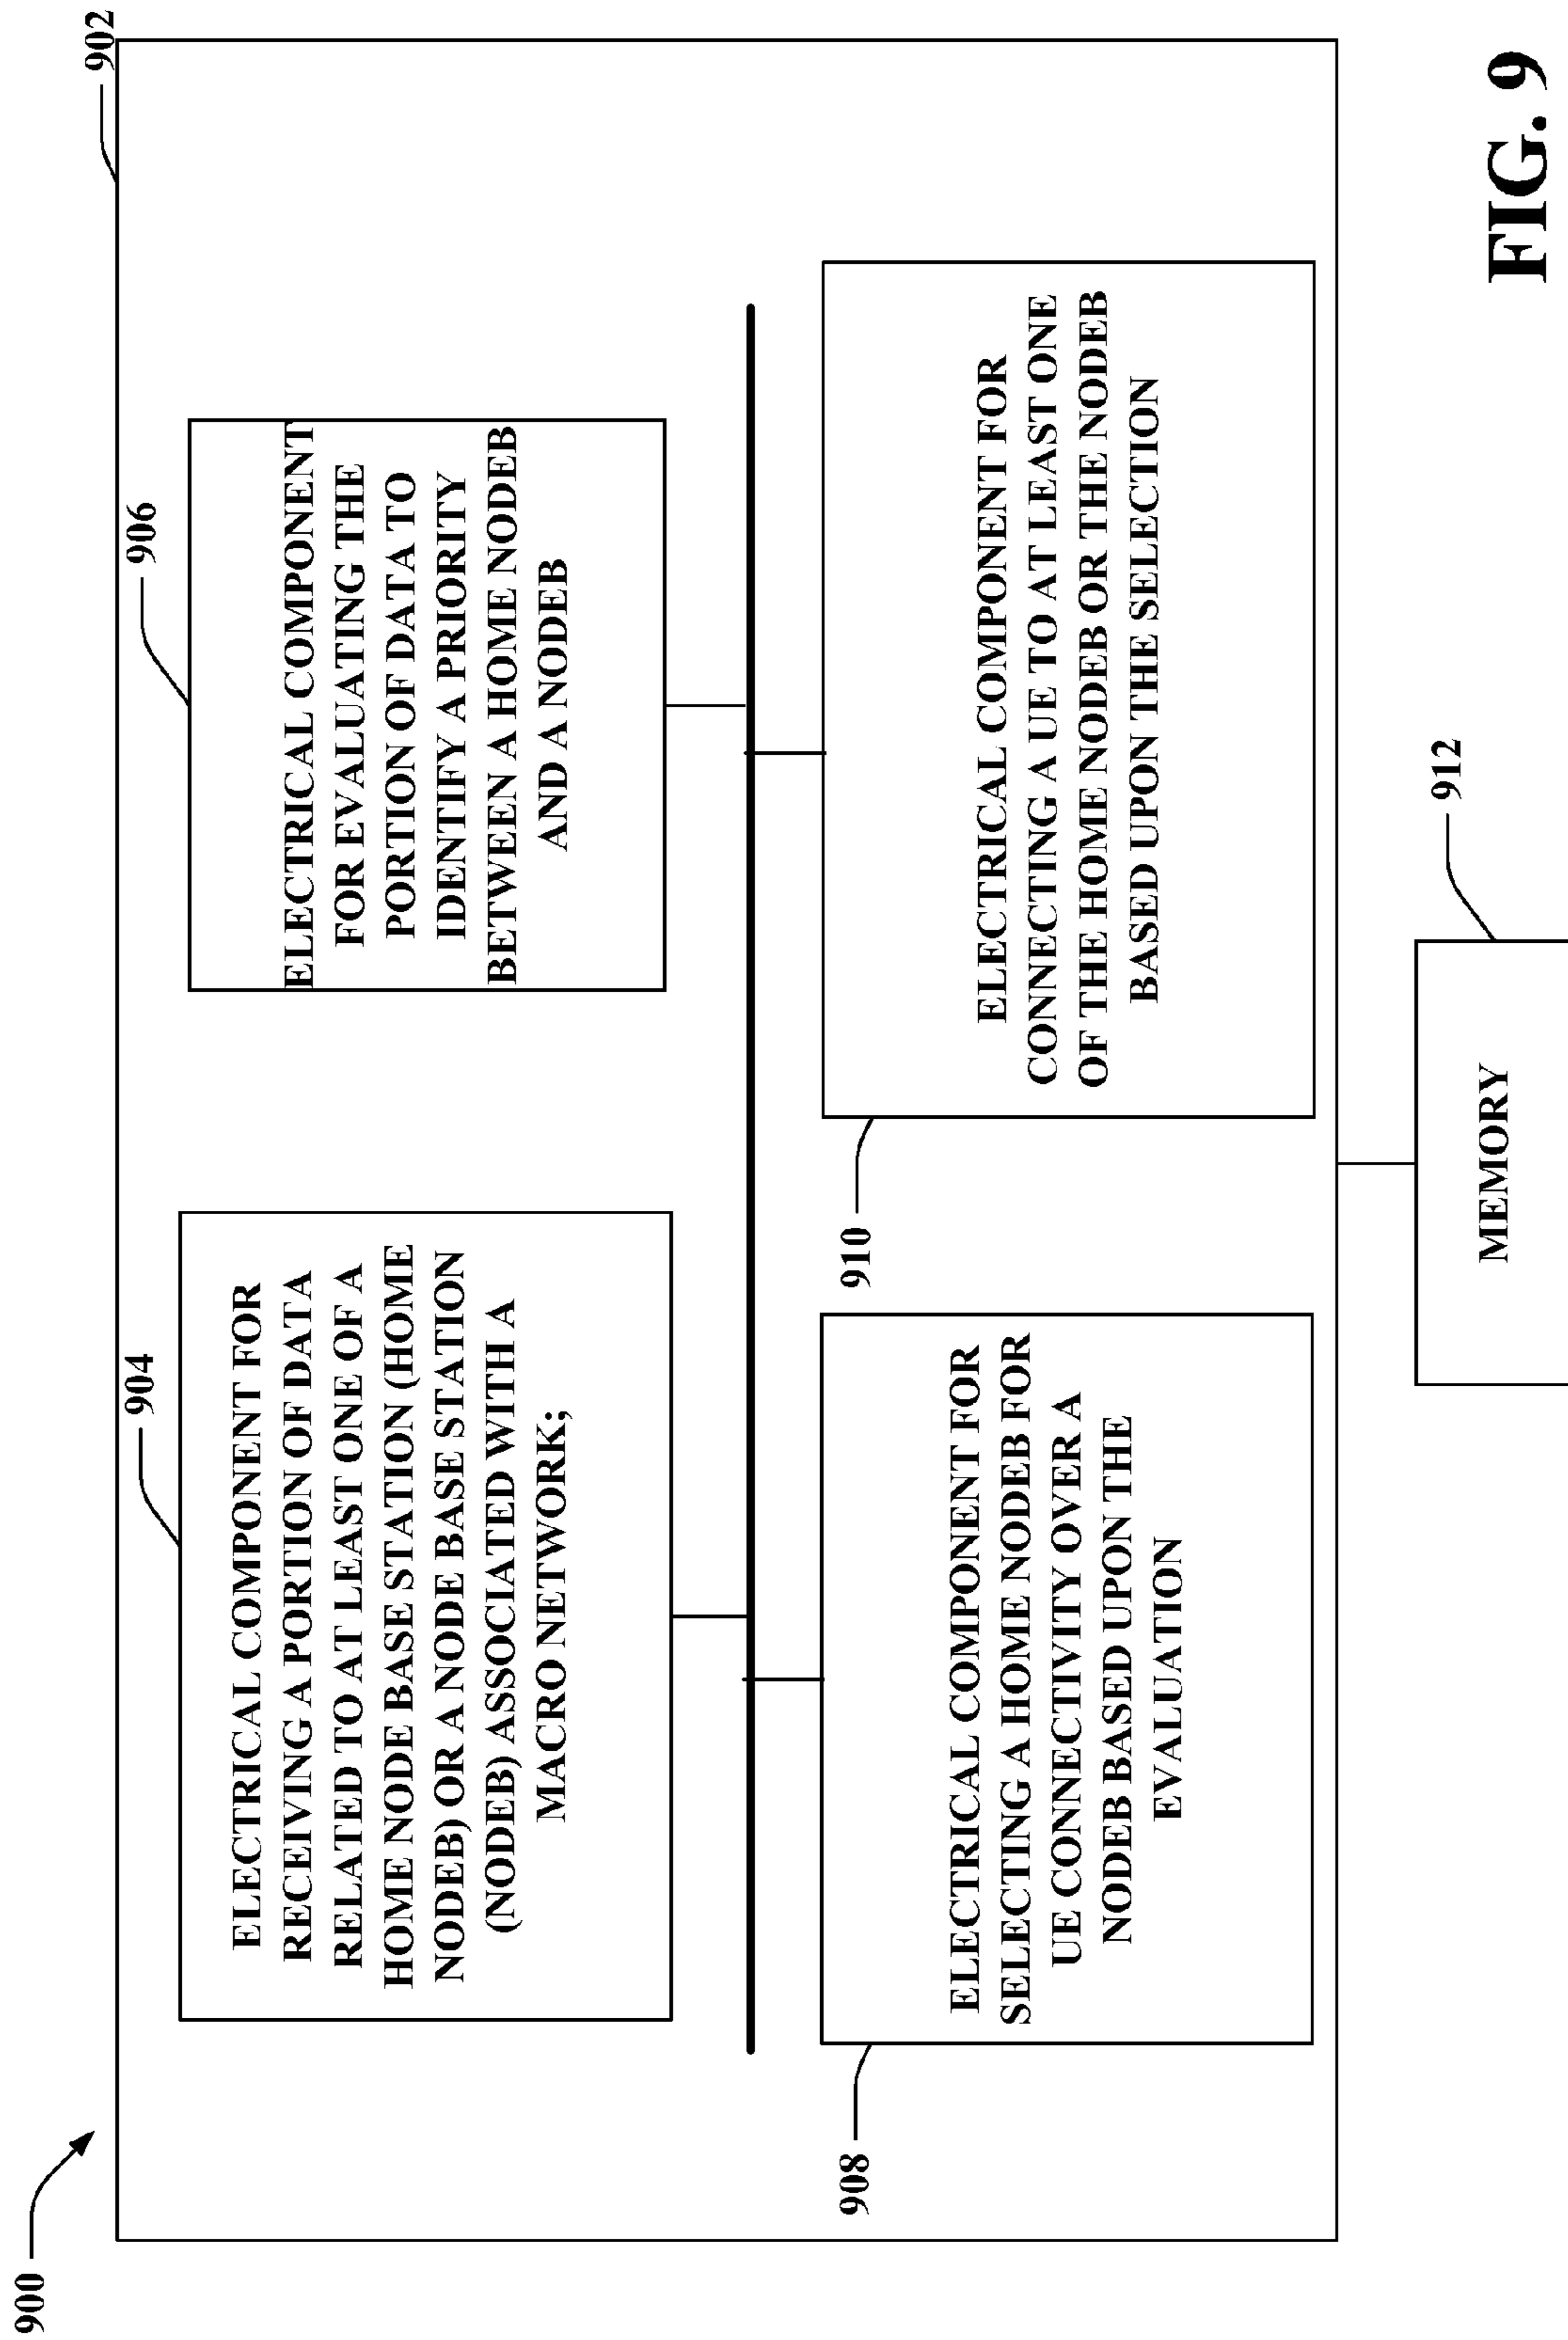 900
902
904
ELECTRICAL COMPONENT FOR
RECEIVING A PORTION OF DATA
RELATED TO AT LEAST ONE OF A
HOME NODE BASE STATION (HOME
NODEB) OR A NODE BASE STATION
(NODEB) ASSOCIATED WITH A
MACRO NETWORK;
906
ELECTRICAL COMPONENT
FOR EVALUATING THE
PORTION OF DATA TO
IDENTIFY A PRIORITY
BETWEEN A HOME NODEB
AND A NODEB
908
ELECTRICAL COMPONENT FOR
SELECTING A HOME NODEB FOR
UE CONNECTIVITY OVER A
NODEB BASED UPON THE
EVALUATION
910
ELECTRICAL COMPONENT FOR
CONNECTING A UE TO AT LEAST ONE
OF THE HOME NODEB OR THE NODEB
BASED UPON THE SELECTION
912
MEMORY
FIG. 9